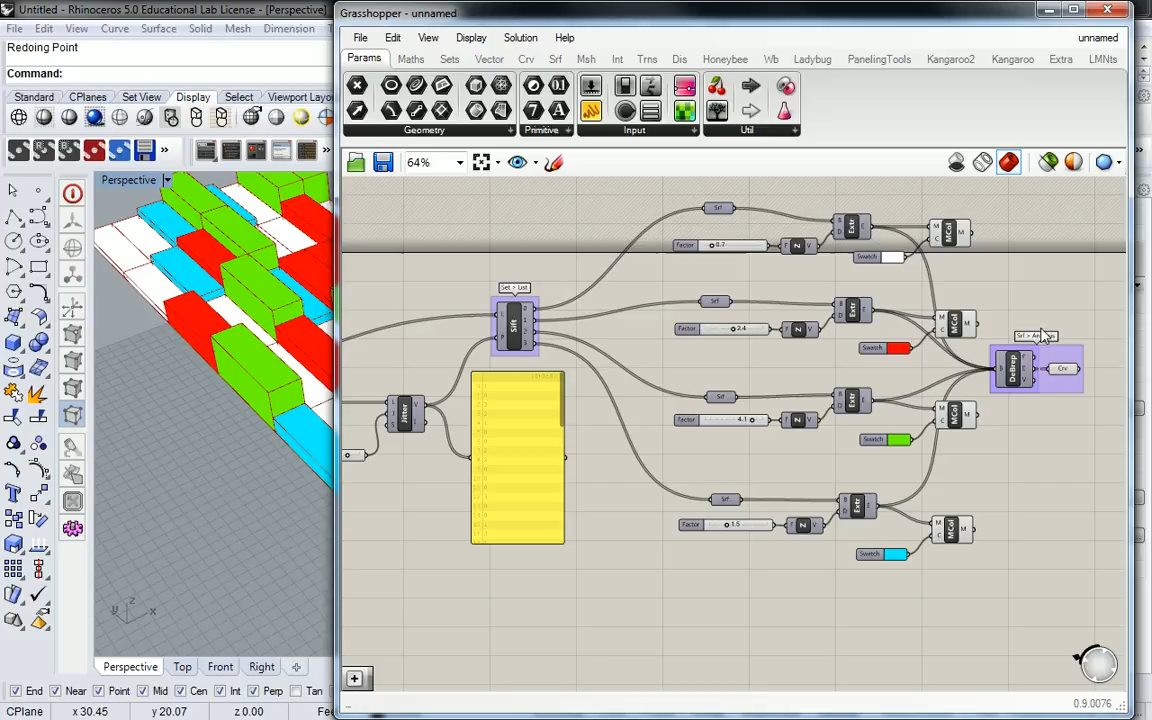 Untitled - Rhinoceros 5.0 Educational Lab License - [Perspective]
File Edit View Curve Surface Solid Mesh Dimension
Redoing Point
Command:
Standard CPlanes Set View Display Select Viewport Layo
Perspective
z
y x
Perspective Top Front Right
End Near Point Mid Cen Int Perp Tan
CPlane x 30.45 y 20.07 z 0.00
Grasshopper - unnamed
File Edit View Display Solution Help unnamed
Params Maths Sets Vector Crv Srf Msh Int Trns Dis Ladybug Honeybee Wb PanelingTools Kangaroo2 Kangaroo Extra LMNts
Geometry Primitive Input Util
64%
Srf
Factor 0.7 F Z V B D Extr E M C MCol M
Swatch
Set > List
L P Sift 0 1 2 3
Srf
Factor 2.4 F Z V B D Extr E M C MCol M
Swatch
B DeBrep F E V Crv
Jitter V I
Srf
Factor 4.1 F Z V B D Extr E M C MCol M
Swatch
Srf
Factor 1.5 F Z V B D Extr E M C MCol M
Swatch
0.9.0076